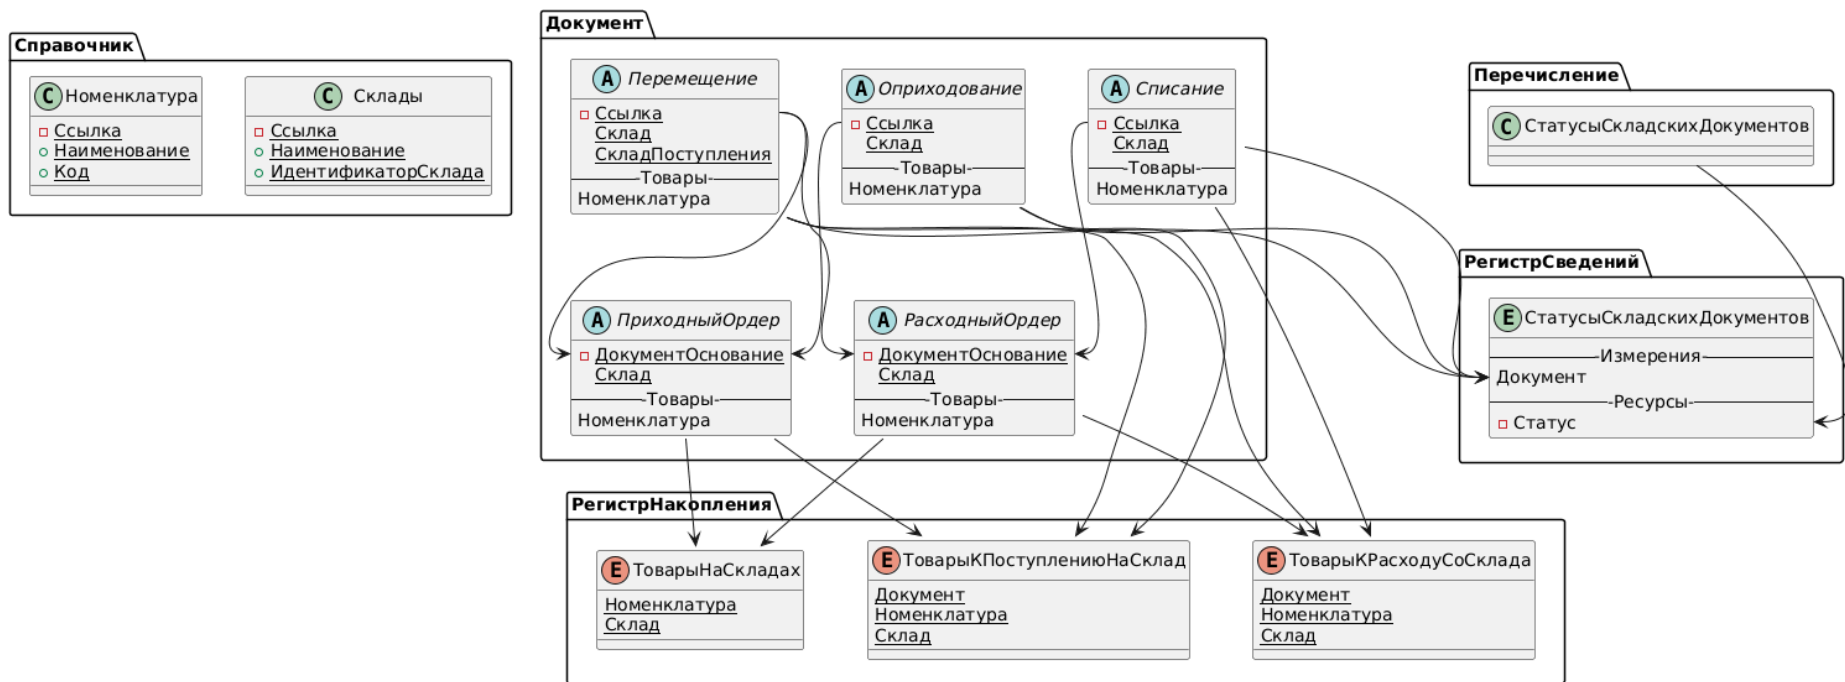 Справочник
C Номенклатура
Ссылка
Наименование
Код
C Склады
Ссылка
Наименование
ИдентификаторСклада
Документ
A Перемещение
Ссылка
Склад
СкладПоступления
Товары
Номенклатура
A Оприходование
Ссылка
Склад
Товары
Номенклатура
A Списание
Ссылка
Склад
Товары
Номенклатура
A ПриходныйОрдер
ДокументОснование
Склад
Товары
Номенклатура
A РасходныйОрдер
ДокументОснование
Склад
Товары
Номенклатура
Перечисление
C СтатусыСкладскихДокументов
РегистрСведений
E СтатусыСкладскихДокументов
Измерения
Документ
Ресурсы
Статус
РегистрНакопления
E ТоварыНаСкладах
Номенклатура
Склад
E ТоварыКПоступлениюНаСклад
Документ
Номенклатура
Склад
E ТоварыКРасходуСоСклада
Документ
Номенклатура
Склад